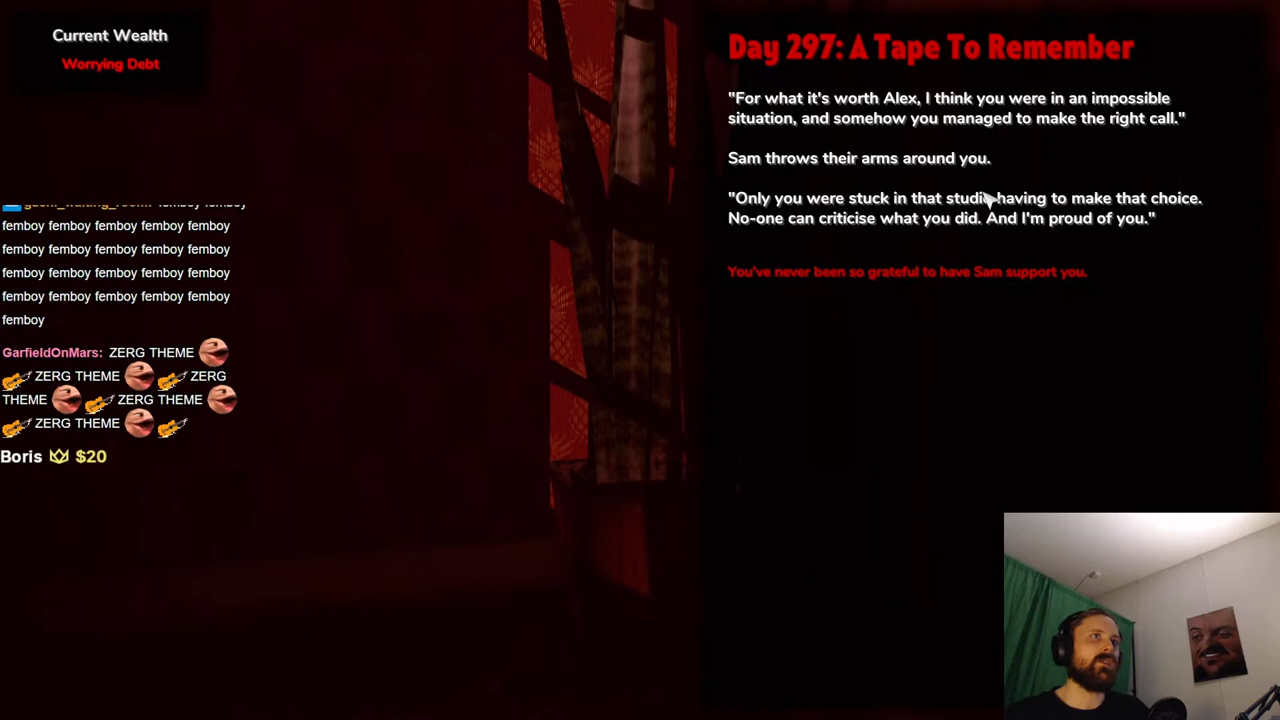 Current Wealth
Worrying Debt
Day 297: A Tape To Remember
"For what it's worth Alex, I think you were in an impossible
situation, and somehow you managed to make the right call."
Sam throws their arms around you.
"Only you were stuck in that studio having to make that choice.
No-one can criticise what you did. And I'm proud of you."
You've never been so grateful to have Sam support you.
femboy femboy
femboy femboy femboy femboy femboy
femboy femboy femboy femboy femboy
femboy femboy femboy femboy femboy
femboy femboy femboy femboy femboy
femboy
GarfieldOnMars: ZERG THEME
ZERG THEME ZERG
THEME ZERG THEME
ZERG THEME
Boris $20